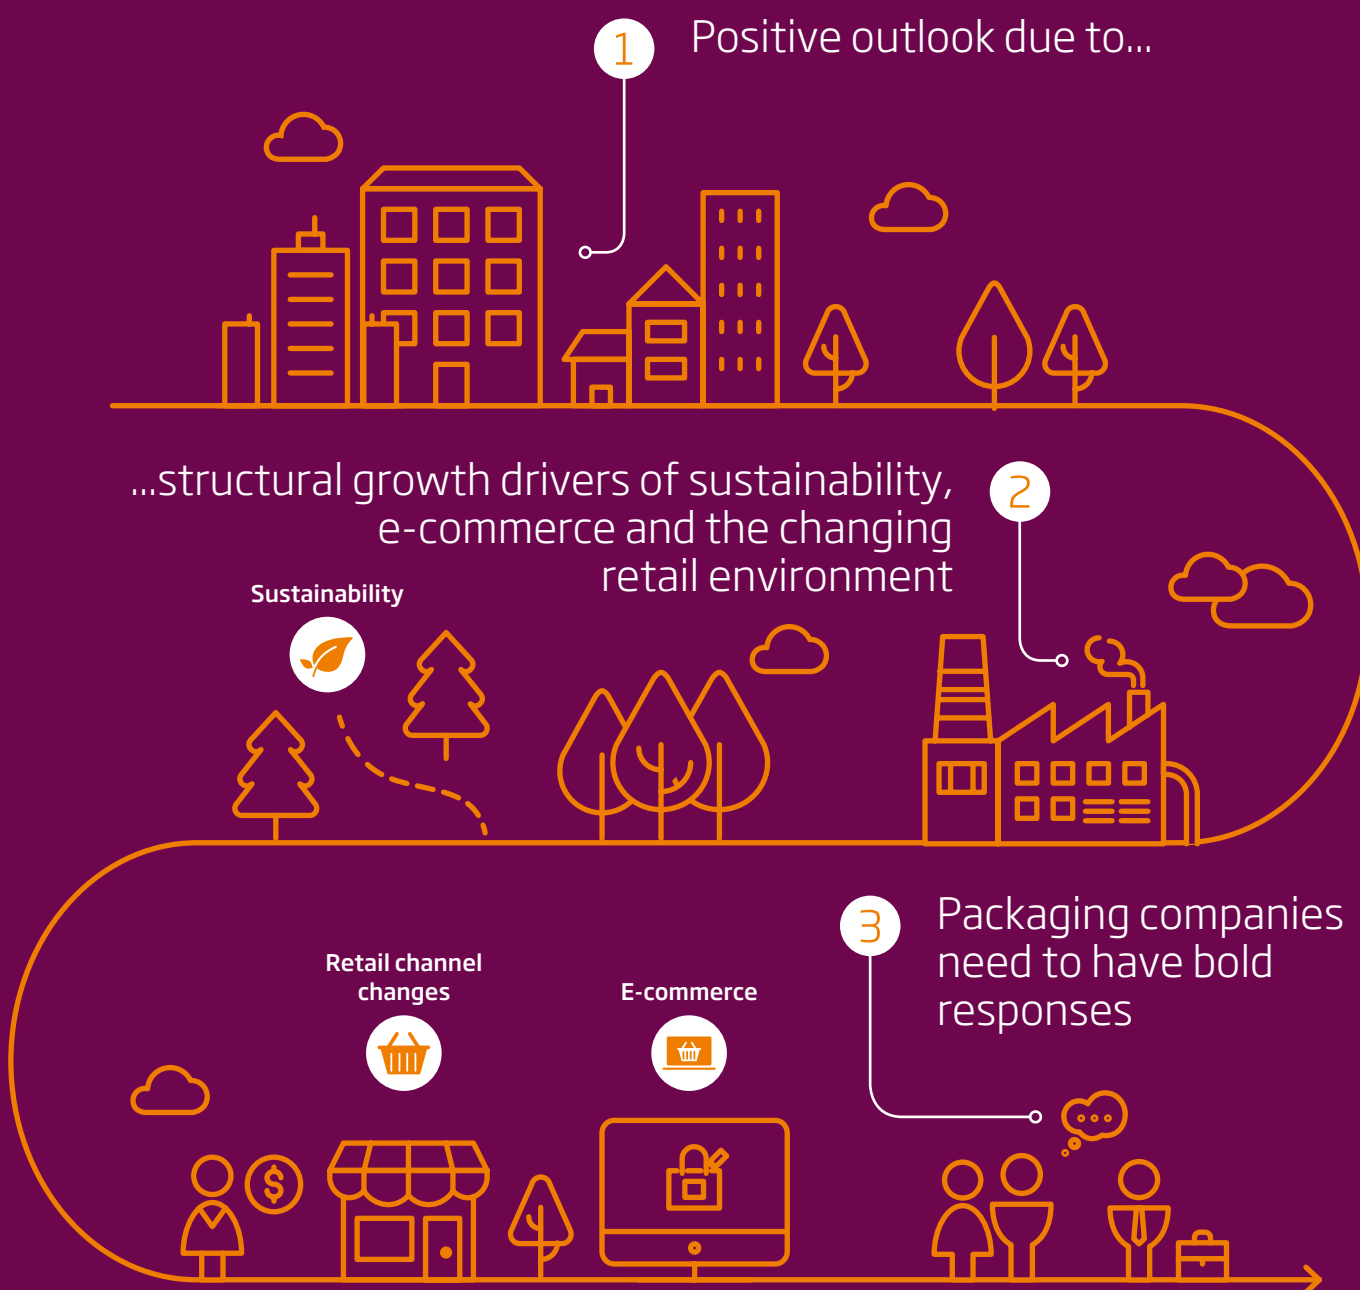 1
Positive outlook due to...
...structural growth drivers of sustainability,
e-commerce and the changing
retail environment
2
Sustainability
3
Packaging companies
need to have bold
responses
Retail channel
changes
E-commerce
$